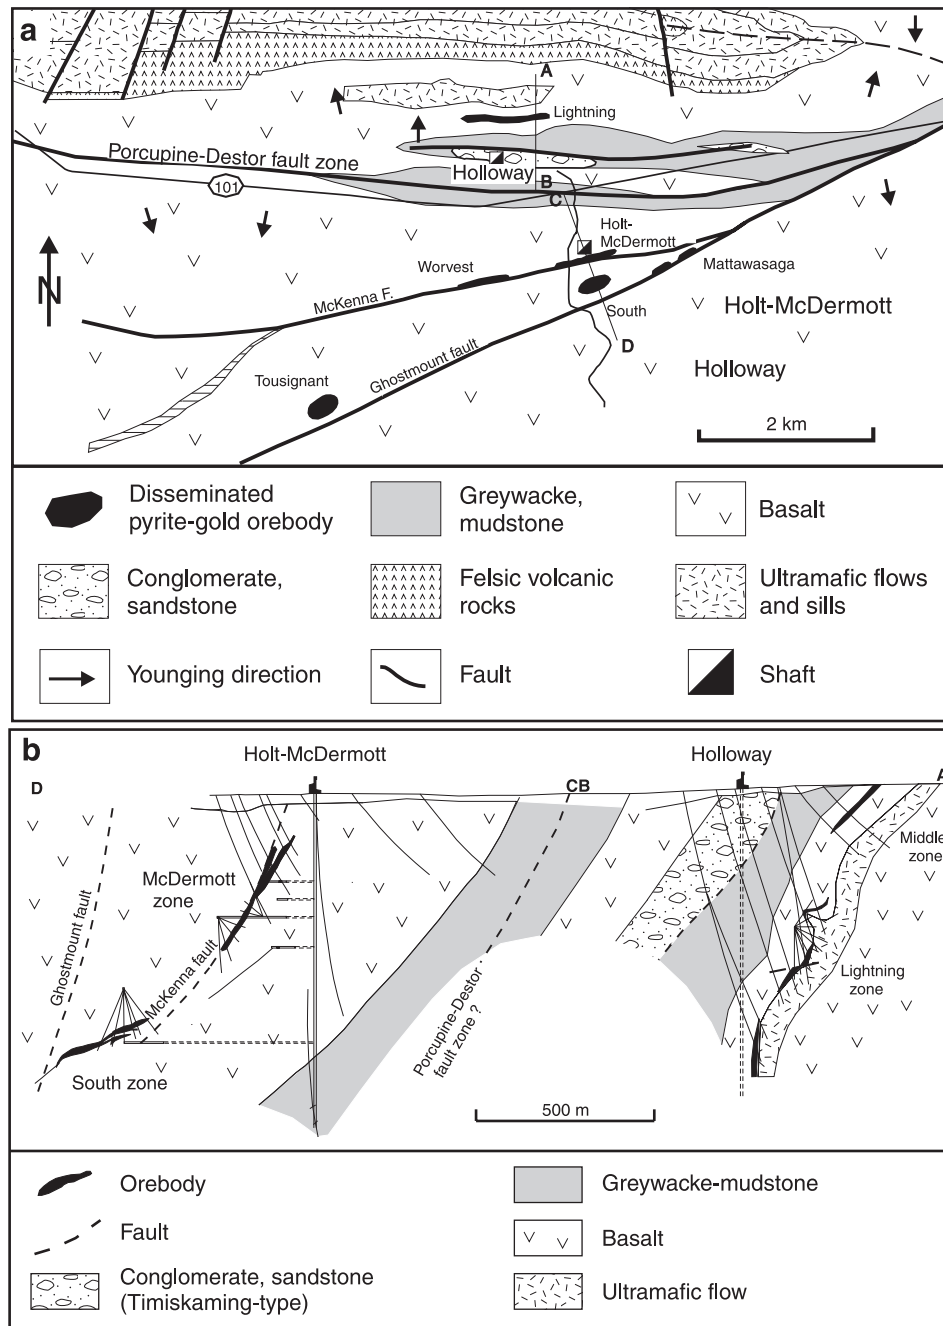 a
A
Lightning
Porcupine-Destor fault zone
101
Holloway
B
C
Holt-
McDermott
Worvest
Mattawasaga
N
McKenna F.
South
Holt-McDermott
D
Ghostmount fault
Holloway
Tousignant
2 km
Disseminated
pyrite-gold orebody
Greywacke,
mudstone
Basalt
Conglomerate,
sandstone
Felsic volcanic
rocks
Ultramafic flows
and sills
Younging direction
Fault
Shaft
b
Holt-McDermott
Holloway
D
CB
A
Middle
zone
McDermott
zone
Ghostmount fault
McKenna fault
Lightning
zone
Porcupine-Destor
fault zone ?
South zone
500 m
Orebody
Greywacke-mudstone
Fault
Basalt
Conglomerate, sandstone
(Timiskaming-type)
Ultramafic flow